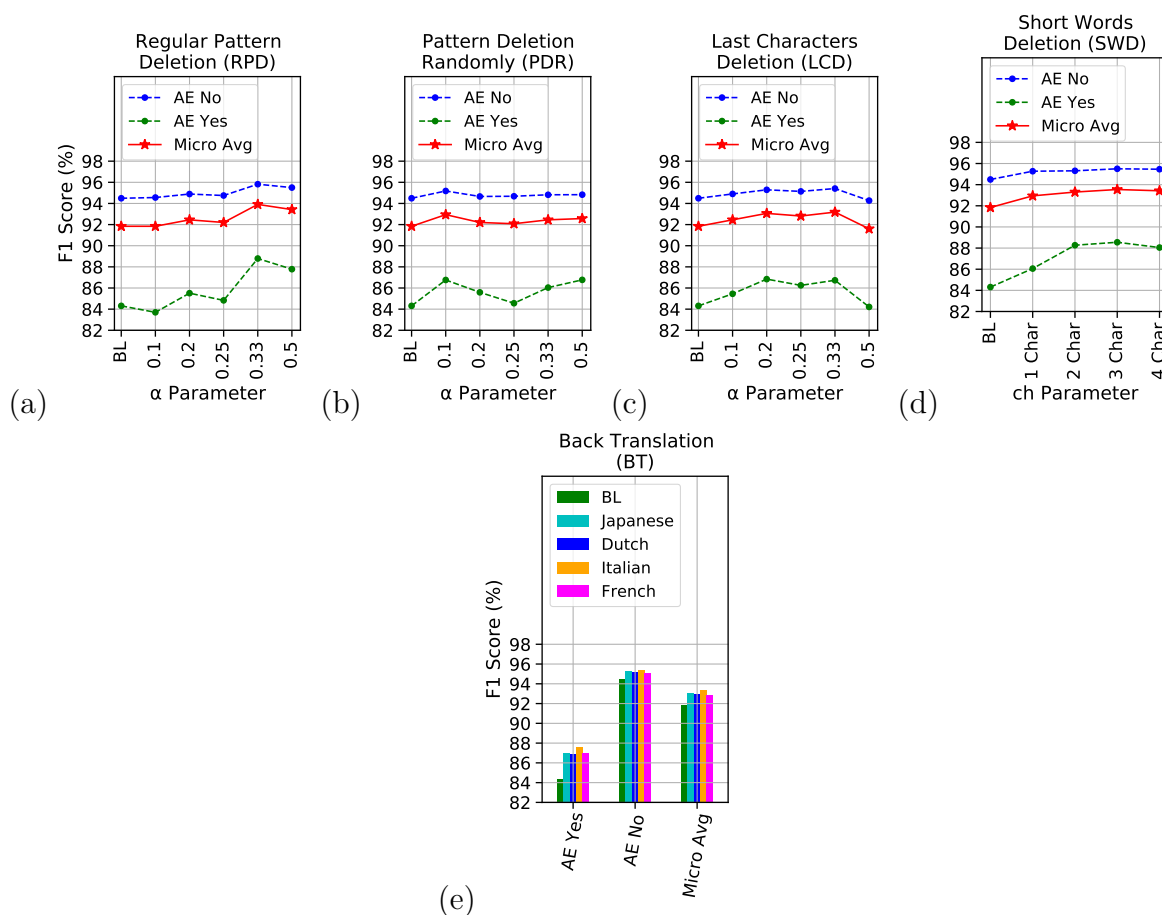 Regular Pattern
Deletion (RPD)
AE No
AE Yes
Micro Avg
F1 Score (%)
98
96
94
92
90
88
86
84
82
BL
0.1
0.2
0.25
0.33
0.5
α Parameter
(a)
Pattern Deletion
Randomly (PDR)
AE No
AE Yes
Micro Avg
98
96
94
92
90
88
86
84
82
BL
0.1
0.2
0.25
0.33
0.5
α Parameter
(b)
Last Characters
Deletion (LCD)
AE No
AE Yes
Micro Avg
98
96
94
92
90
88
86
84
82
BL
0.1
0.2
0.25
0.33
0.5
α Parameter
(c)
Short Words
Deletion (SWD)
AE No
AE Yes
Micro Avg
98
96
94
92
90
88
86
84
82
BL
1 Char
2 Char
3 Char
4 Char
ch Parameter
(d)
Back Translation
(BT)
BL
Japanese
Dutch
Italian
French
F1 Score (%)
98
96
94
92
90
88
86
84
82
AE Yes
AE No
Micro Avg
(e)